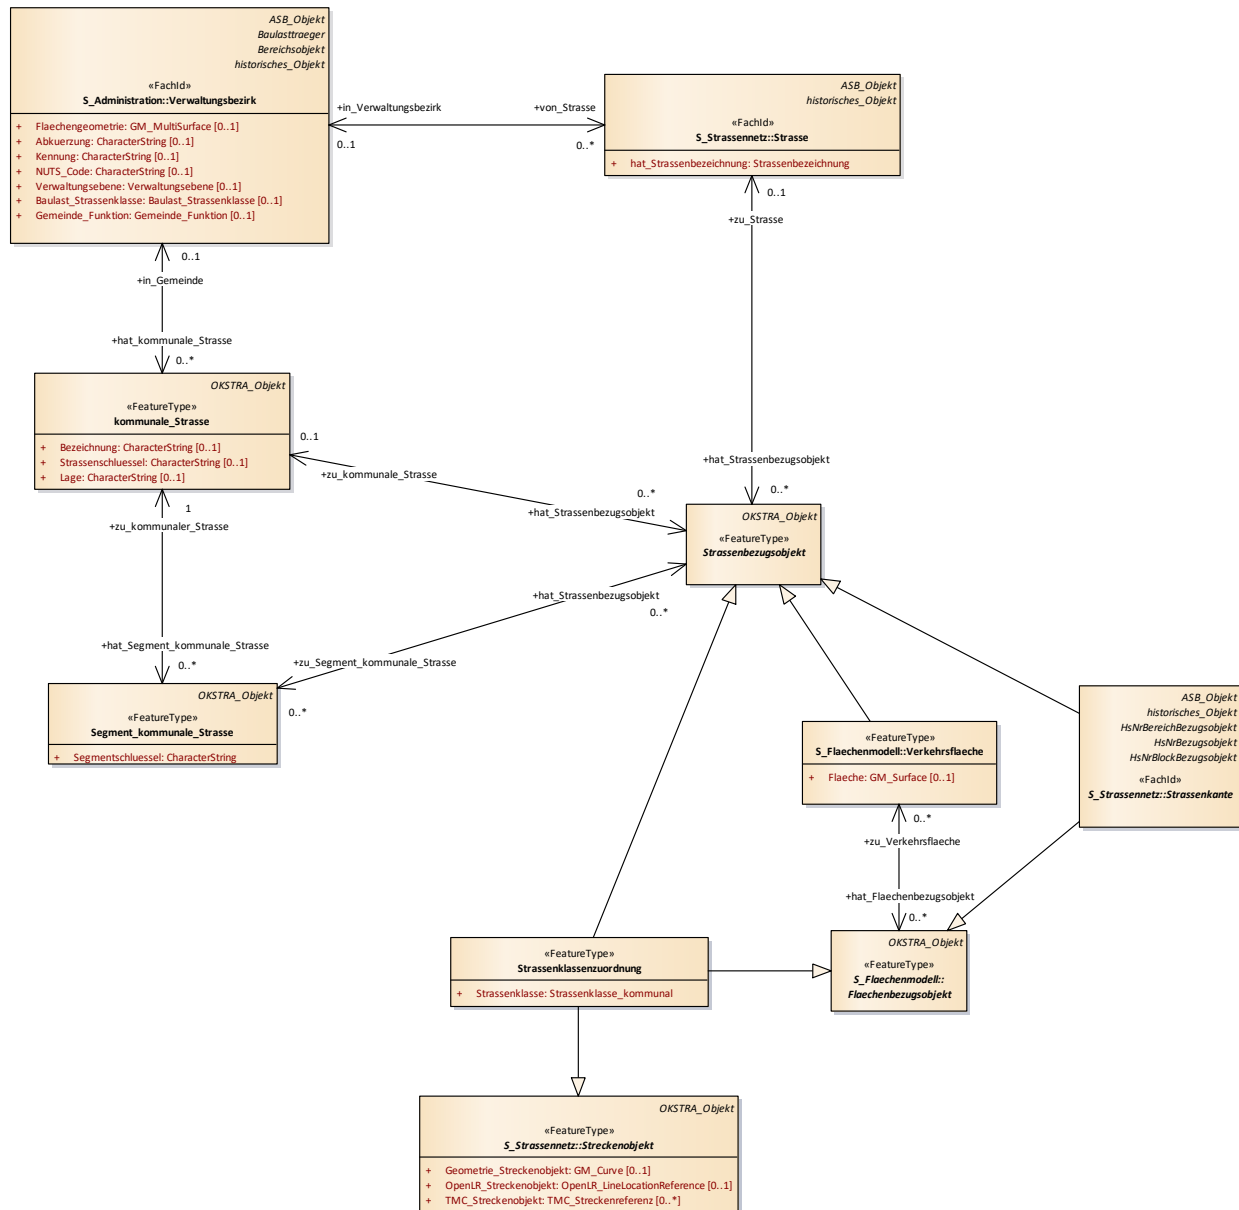 ASB_Objekt
Baulasttraeger
Bereichsobjekt
historisches_Objekt
«FachId»
S_Administration::Verwaltungsbezirk
+ Flaechengeometrie: GM_MultiSurface [0..1]
+ Abkuerzung: CharacterString [0..1]
+ Kennung: CharacterString [0..1]
+ NUTS_Code: CharacterString [0..1]
+ Verwaltungsebene: Verwaltungsebene [0..1]
+ Baulast_Strassenklasse: Baulast_Strassenklasse [0..1]
+ Gemeinde_Funktion: Gemeinde_Funktion [0..1]
+in_Verwaltungsbezirk
0..1
+von_Strasse
0..*
ASB_Objekt
historisches_Objekt
«FachId»
S_Strassennetz::Strasse
+ hat_Strassenbezeichnung: Strassenbezeichnung
0..1
+zu_Strasse
0..1
+in_Gemeinde
+hat_kommunale_Strasse
0..*
OKSTRA_Objekt
«FeatureType»
kommunale_Strasse
+ Bezeichnung: CharacterString [0..1]
+ Strassenschluessel: CharacterString [0..1]
+ Lage: CharacterString [0..1]
0..1
+zu_kommunale_Strasse
0..*
+hat_Strassenbezugsobjekt
+hat_Strassenbezugsobjekt
0..*
OKSTRA_Objekt
«FeatureType»
Strassenbezugsobjekt
1
+zu_kommunaler_Strasse
+hat_Strassenbezugsobjekt
0..*
+hat_Segment_kommunale_Strasse
0..*
+zu_Segment_kommunale_Strasse
0..*
OKSTRA_Objekt
«FeatureType»
Segment_kommunale_Strasse
+ Segmentschluessel: CharacterString
ASB_Objekt
historisches_Objekt
HsNrBereichBezugsobjekt
HsNrBezugsobjekt
HsNrBlockBezugsobjekt
«FachId»
S_Strassennetz::Strassenkante
«FeatureType»
S_Flaechenmodell::Verkehrsflaeche
+ Flaeche: GM_Surface [0..1]
0..*
+zu_Verkehrsflaeche
+hat_Flaechenbezugsobjekt
0..*
OKSTRA_Objekt
«FeatureType»
S_Flaechenmodell::
Flaechenbezugsobjekt
«FeatureType»
Strassenklassenzuordnung
+ Strassenklasse: Strassenklasse_kommunal
OKSTRA_Objekt
«FeatureType»
S_Strassennetz::Streckenobjekt
+ Geometrie_Streckenobjekt: GM_Curve [0..1]
+ OpenLR_Streckenobjekt: OpenLR_LineLocationReference [0..1]
+ TMC_Streckenobjekt: TMC_Streckenreferenz [0..*]